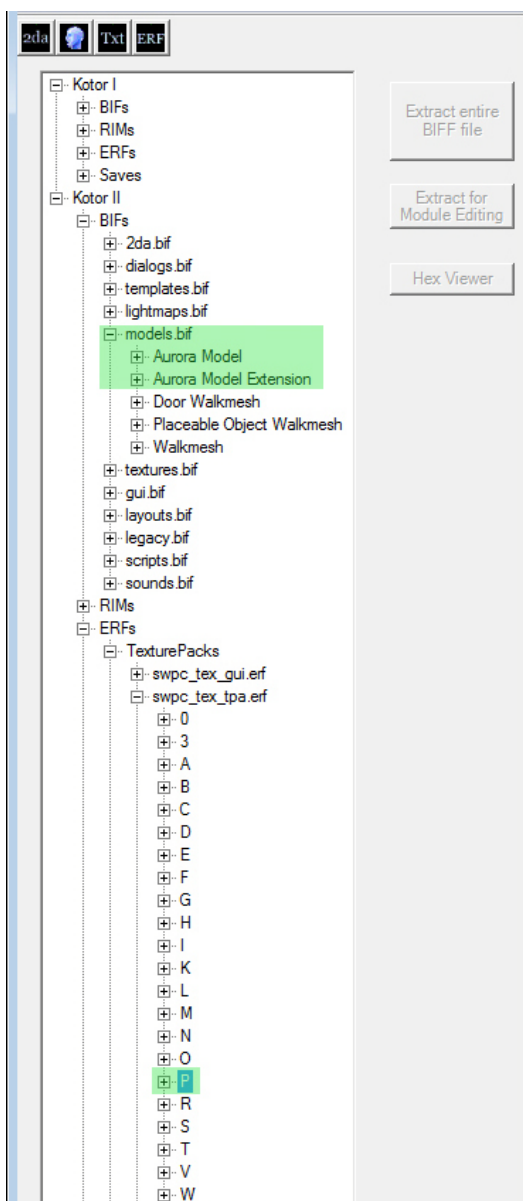 2da
Txt
ERF
Kotor I
BIFs
RIMs
ERFs
Saves
Kotor II
BIFs
2da.bif
dialogs.bif
templates.bif
lightmaps.bif
models.bif
Aurora Model
Aurora Model Extension
Door Walkmesh
Placeable Object Walkmesh
Walkmesh
textures.bif
gui.bif
layouts.bif
legacy.bif
scripts.bif
sounds.bif
RIMs
ERFs
TexturePacks
swpc_tex_gui.erf
swpc_tex_tpa.erf
0
3
A
B
C
D
E
F
G
H
I
K
L
M
N
O
P
R
S
T
V
W
Extract entire
BIFF file
Extract for
Module Editing
Hex Viewer